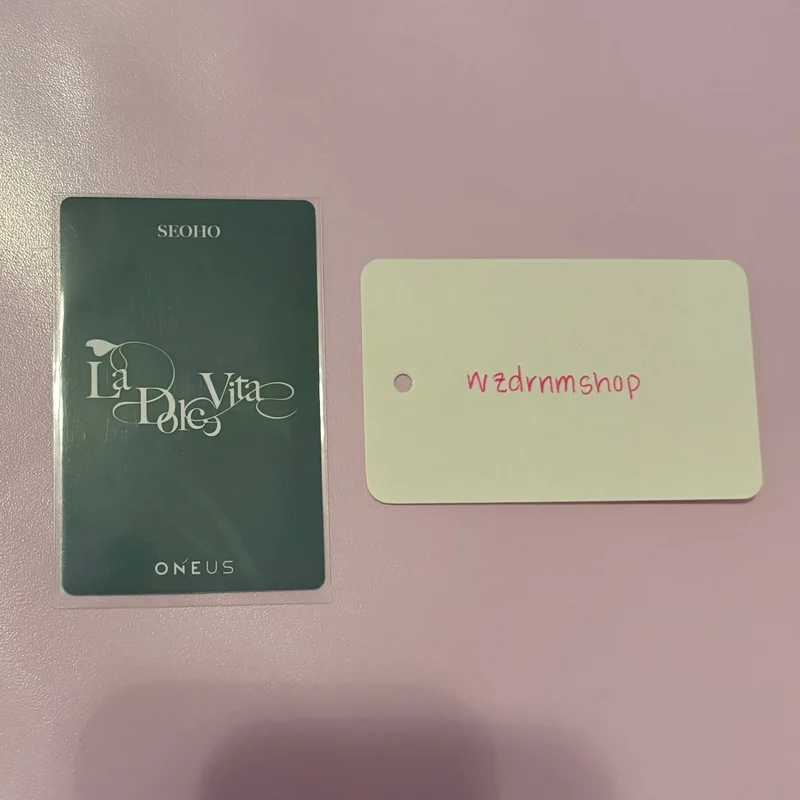 SEOHO
La Dolce Vita
ONEUS
wzdrnmshop